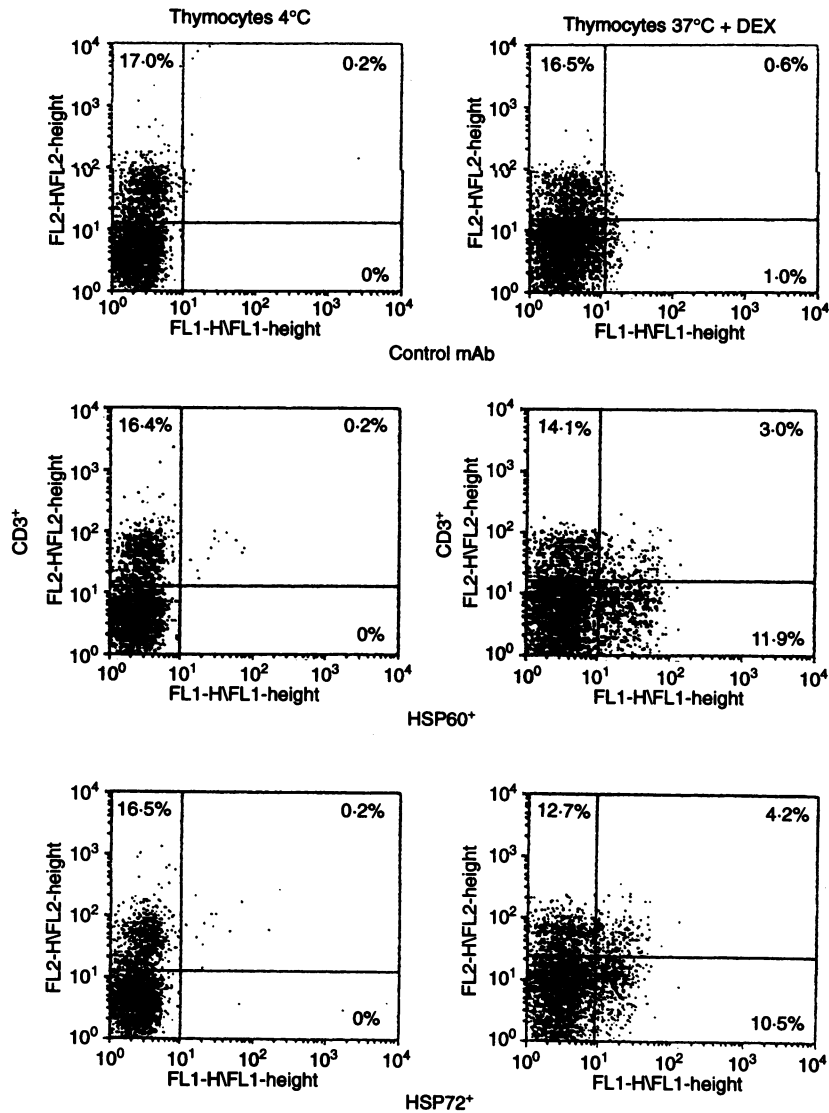 Thymocytes 4°C
Thymocytes 37°C + DEX
10⁴
10³
10²
10¹
10⁰
FL2-H\FL2-height
17·0%
0·2%
0%
10⁰ 10¹ 10² 10³ 10⁴
FL1-H\FL1-height
10⁴
10³
10²
10¹
10⁰
FL2-H\FL2-height
16·5%
0·6%
1·0%
10⁰ 10¹ 10² 10³ 10⁴
FL1-H\FL1-height
Control mAb
CD3⁺
10⁴
10³
10²
10¹
10⁰
FL2-H\FL2-height
16·4%
0·2%
0%
10⁰ 10¹ 10² 10³ 10⁴
FL1-H\FL1-height
CD3⁺
10⁴
10³
10²
10¹
10⁰
FL2-H\FL2-height
14·1%
3·0%
11·9%
10⁰ 10¹ 10² 10³ 10⁴
FL1-H\FL1-height
HSP60⁺
10⁴
10³
10²
10¹
10⁰
FL2-H\FL2-height
16·5%
0·2%
0%
10⁰ 10¹ 10² 10³ 10⁴
FL1-H\FL1-height
10⁴
10³
10²
10¹
10⁰
FL2-H\FL2-height
12·7%
4·2%
10·5%
10⁰ 10¹ 10² 10³ 10⁴
FL1-H\FL1-height
HSP72⁺